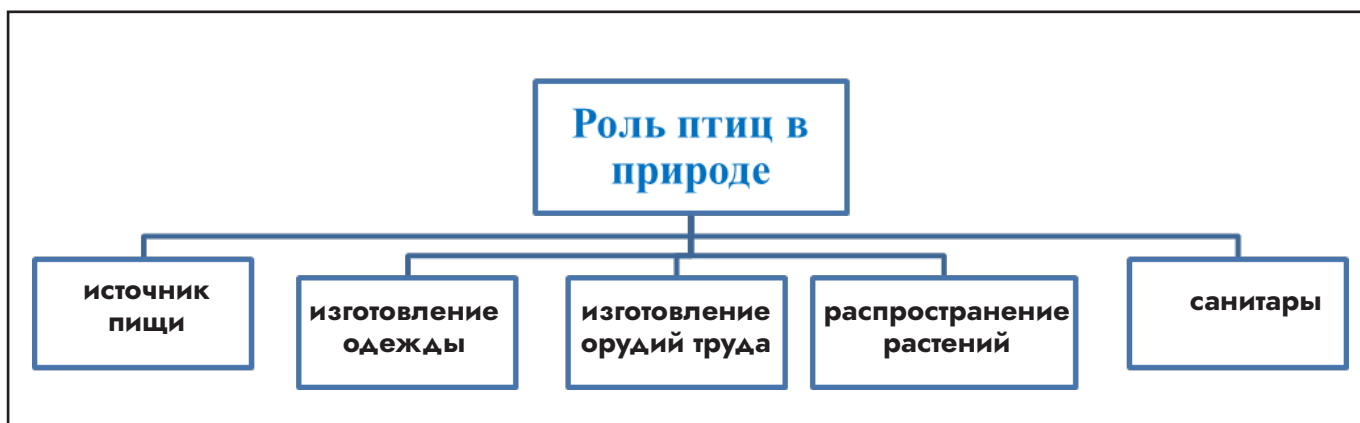 Роль птиц в
природе
источник
пищи
изготовление
одежды
изготовление
орудий труда
распространение
растений
санитары